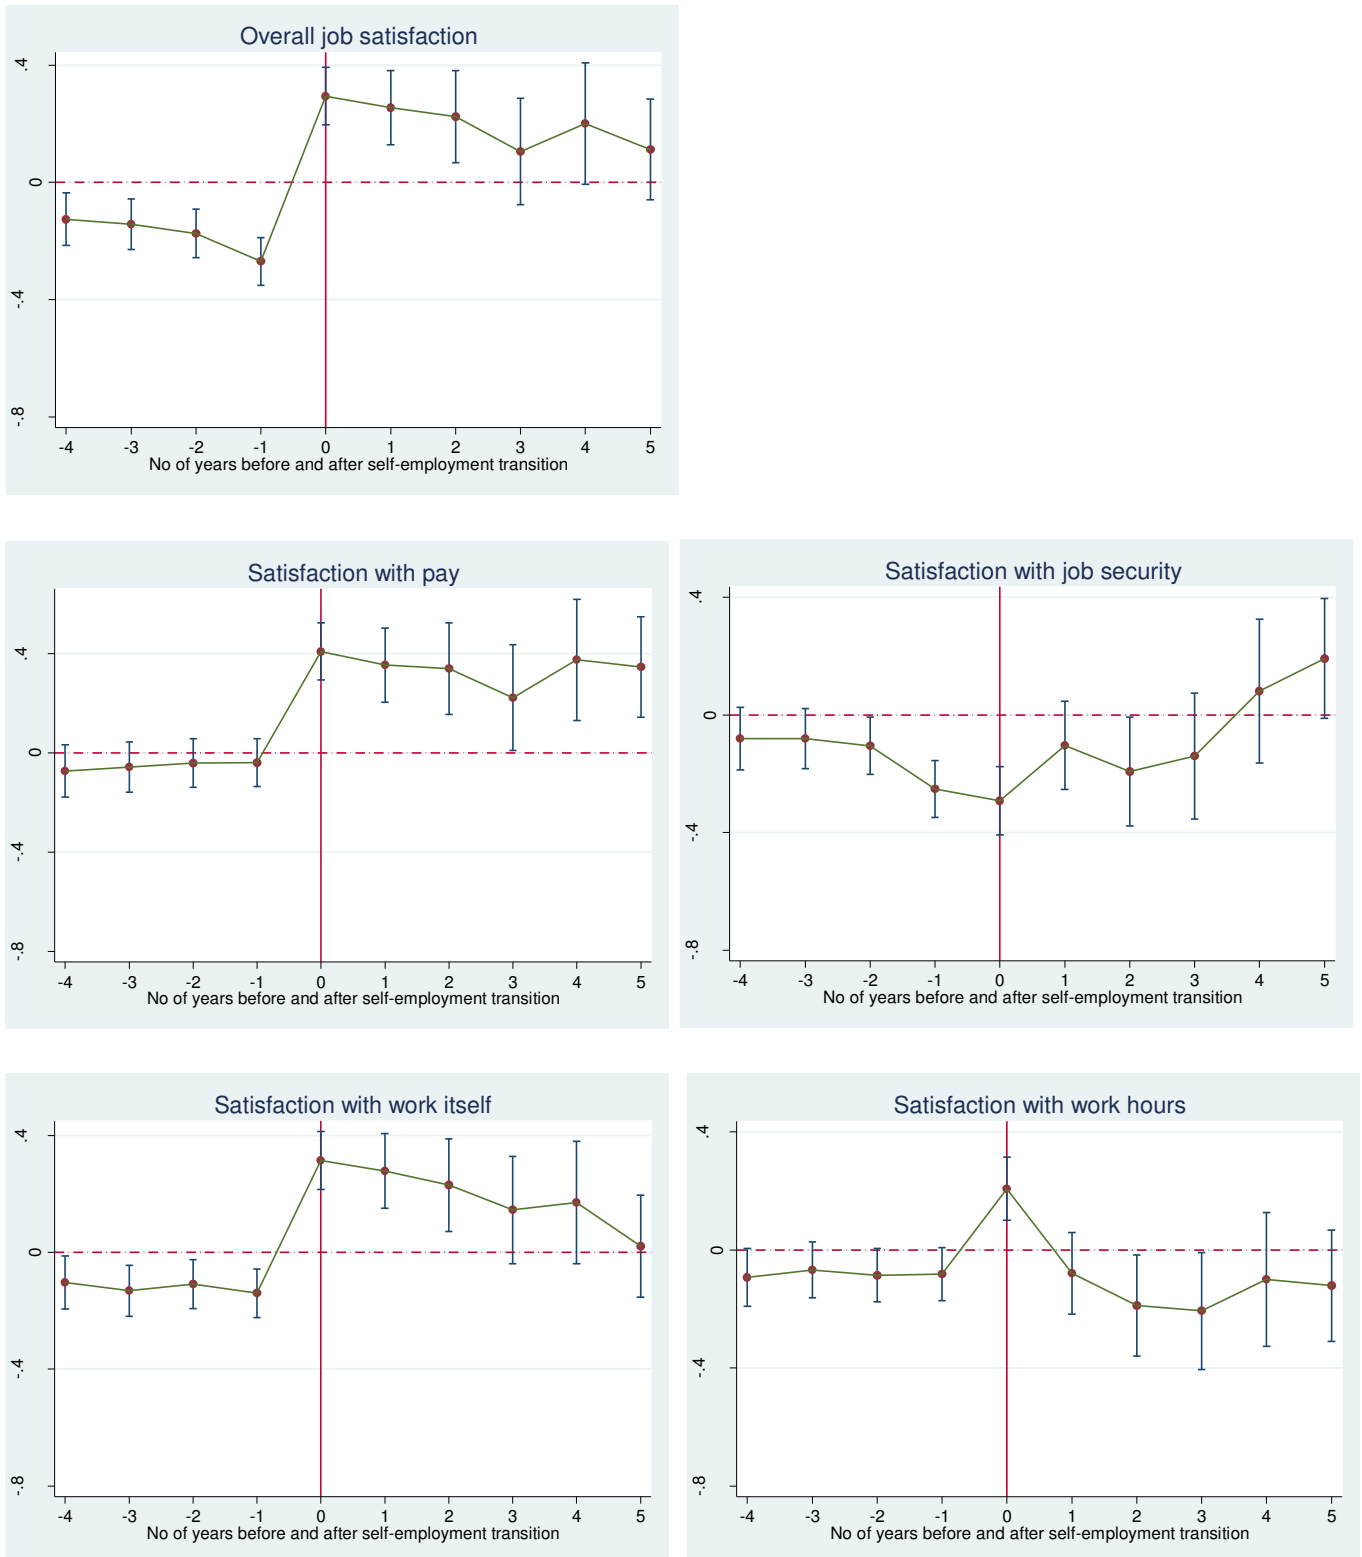 Overall job satisfaction
.4
0
-.4
-.8
-4 -3 -2 -1 0 1 2 3 4 5
No of years before and after self-employment transition
Satisfaction with pay
.4
0
-.4
-.8
-4 -3 -2 -1 0 1 2 3 4 5
No of years before and after self-employment transition
Satisfaction with job security
.4
0
-.4
-.8
-4 -3 -2 -1 0 1 2 3 4 5
No of years before and after self-employment transition
Satisfaction with work itself
.4
0
-.4
-.8
-4 -3 -2 -1 0 1 2 3 4 5
No of years before and after self-employment transition
Satisfaction with work hours
.4
0
-.4
-.8
-4 -3 -2 -1 0 1 2 3 4 5
No of years before and after self-employment transition